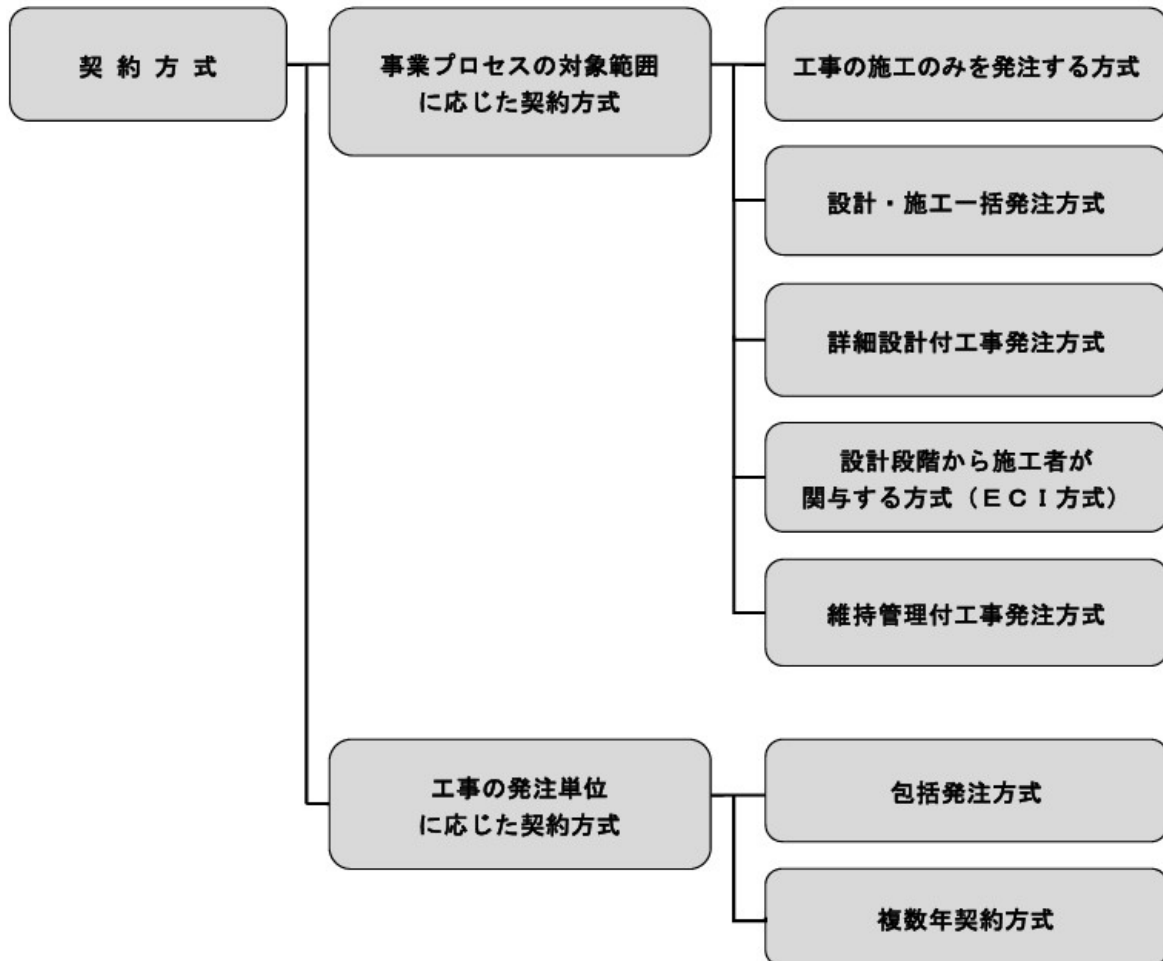 契 約 方 式
事業プロセスの対象範囲
に応じた契約方式
工事の施工のみを発注する方式
設計・施工一括発注方式
詳細設計付工事発注方式
設計段階から施工者が
関与する方式（ＥＣＩ方式）
維持管理付工事発注方式
工事の発注単位
に応じた契約方式
包括発注方式
複数年契約方式